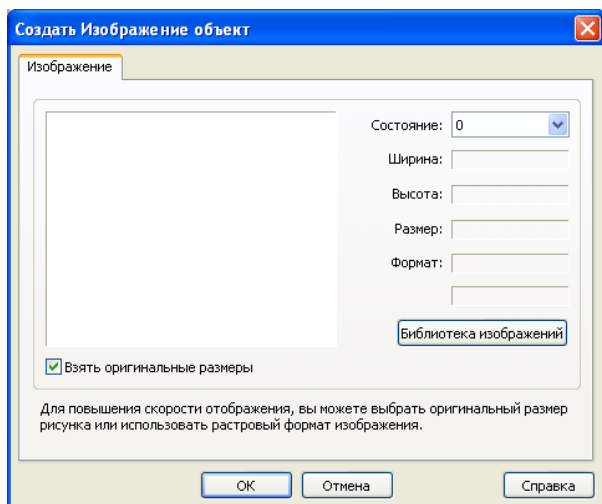 Создать Изображение объект
Изображение
Состояние: 0
Ширина:
Высота:
Размер:
Формат:
Библиотека изображений
Взять оригинальные размеры
Для повышения скорости отображения, вы можете выбрать оригинальный размер
рисунка или использовать растровый формат изображения.
OK Отмена Справка